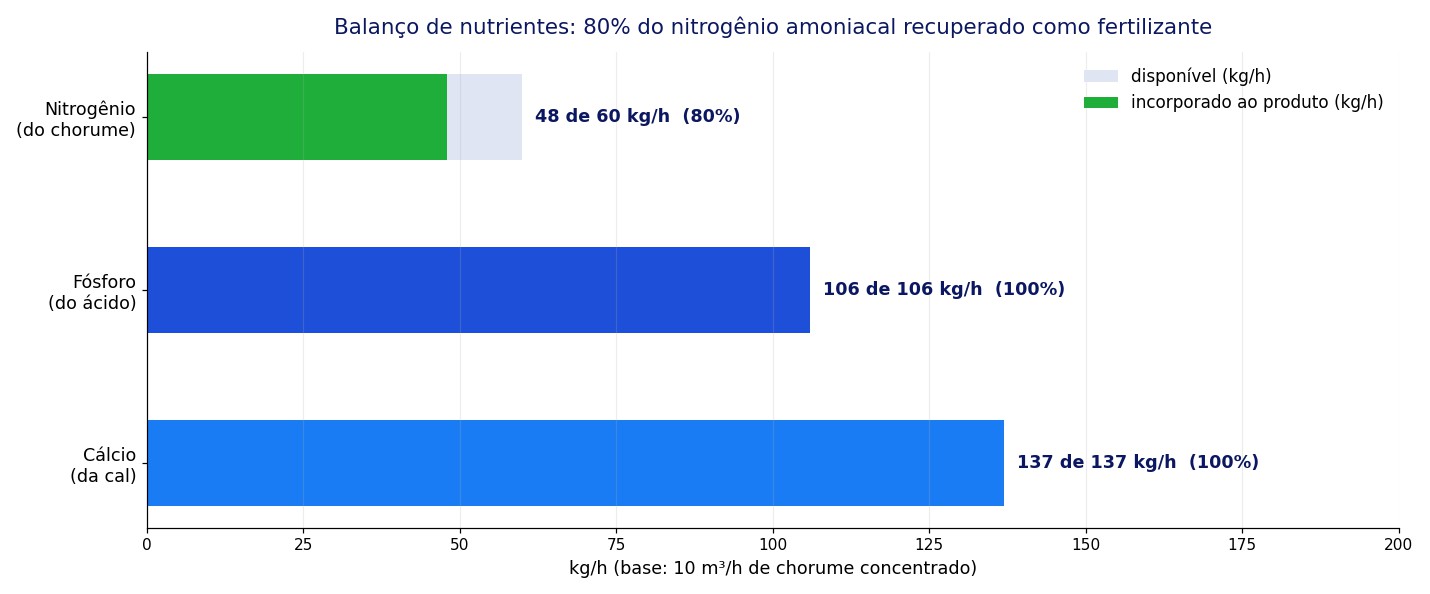 Balanço de nutrientes: 80% do nitrogênio amoniacal recuperado como fertilizante
disponível (kg/h)
incorporado ao produto (kg/h)
Nitrogênio
(do chorume)
48 de 60 kg/h  (80%)
Fósforo
(do ácido)
106 de 106 kg/h  (100%)
Cálcio
(da cal)
137 de 137 kg/h  (100%)
0 25 50 75 100 125 150 175 200
kg/h (base: 10 m³/h de chorume concentrado)